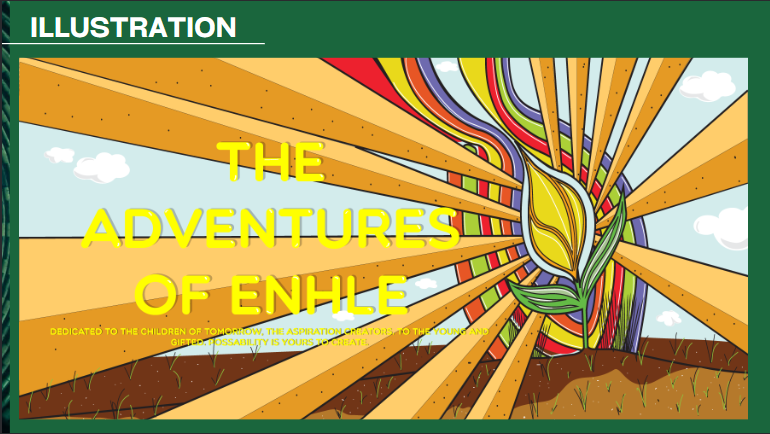 ILLUSTRATION
THE
ADVENTURES
OF ENHLE
DEDICATED TO THE CHILDREN OF TOMORROW, THE ASPIRATION CREATORS! TO THE YOUNG AND
GIFTED, POSSABILITY IS YOURS TO CREATE.